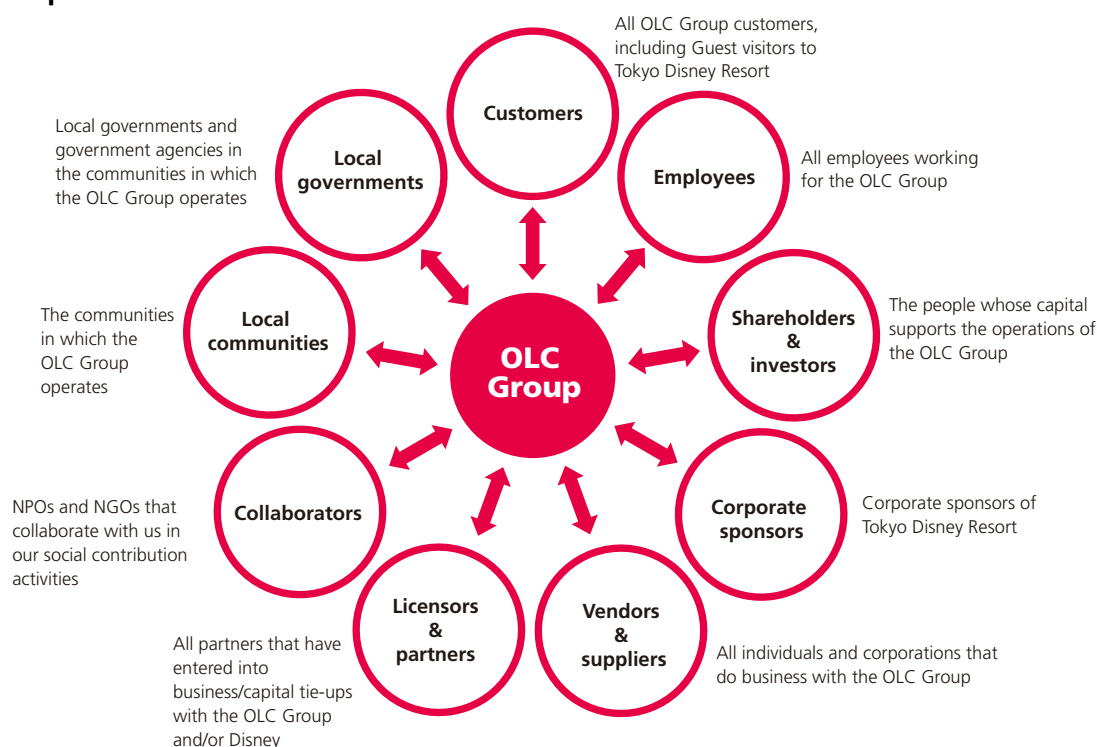 All OLC Group customers,
including Guest visitors to
Tokyo Disney Resort
Customers
Employees
All employees working
for the OLC Group
Shareholders
&
investors
The people whose capital
supports the operations of
the OLC Group
Corporate
sponsors
Corporate sponsors of
Tokyo Disney Resort
Vendors
&
suppliers
All individuals and corporations that
do business with the OLC Group
Licensors
&
partners
All partners that have
entered into
business/capital tie-ups
with the OLC Group
and/or Disney
Collaborators
NPOs and NGOs that
collaborate with us in
our social contribution
activities
Local
communities
The communities
in which the
OLC Group
operates
Local
governments
Local governments and
government agencies in
the communities in which
the OLC Group operates
OLC
Group